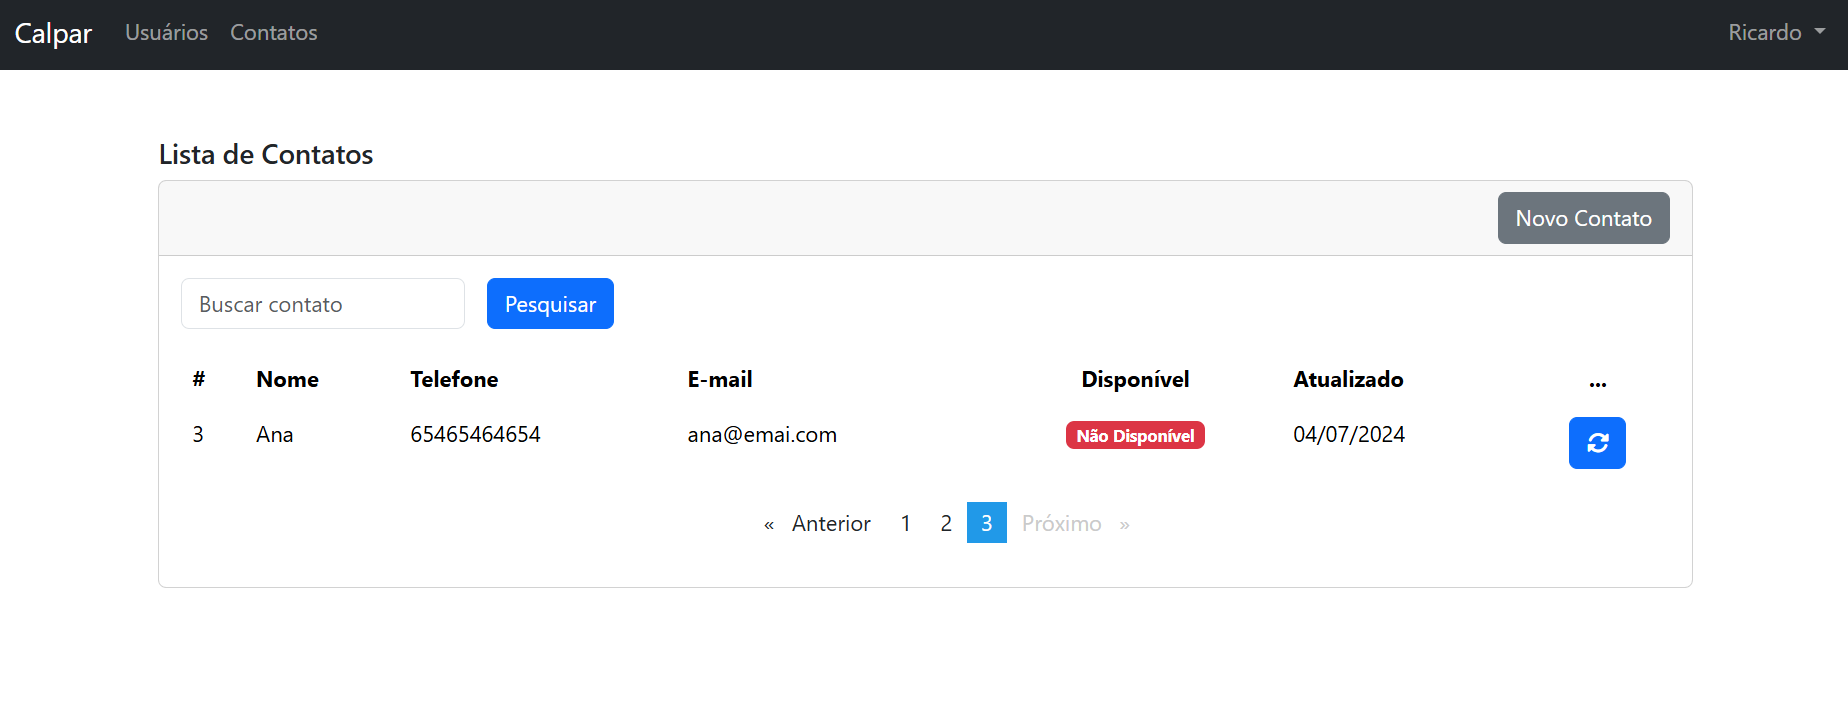 Calpar Usuários Contatos Ricardo
Lista de Contatos
Novo Contato
Buscar contato Pesquisar
# Nome Telefone E-mail Disponível Atualizado ...
3 Ana 65465464654 ana@emai.com Não Disponível 04/07/2024
« Anterior 1 2 3 Próximo »